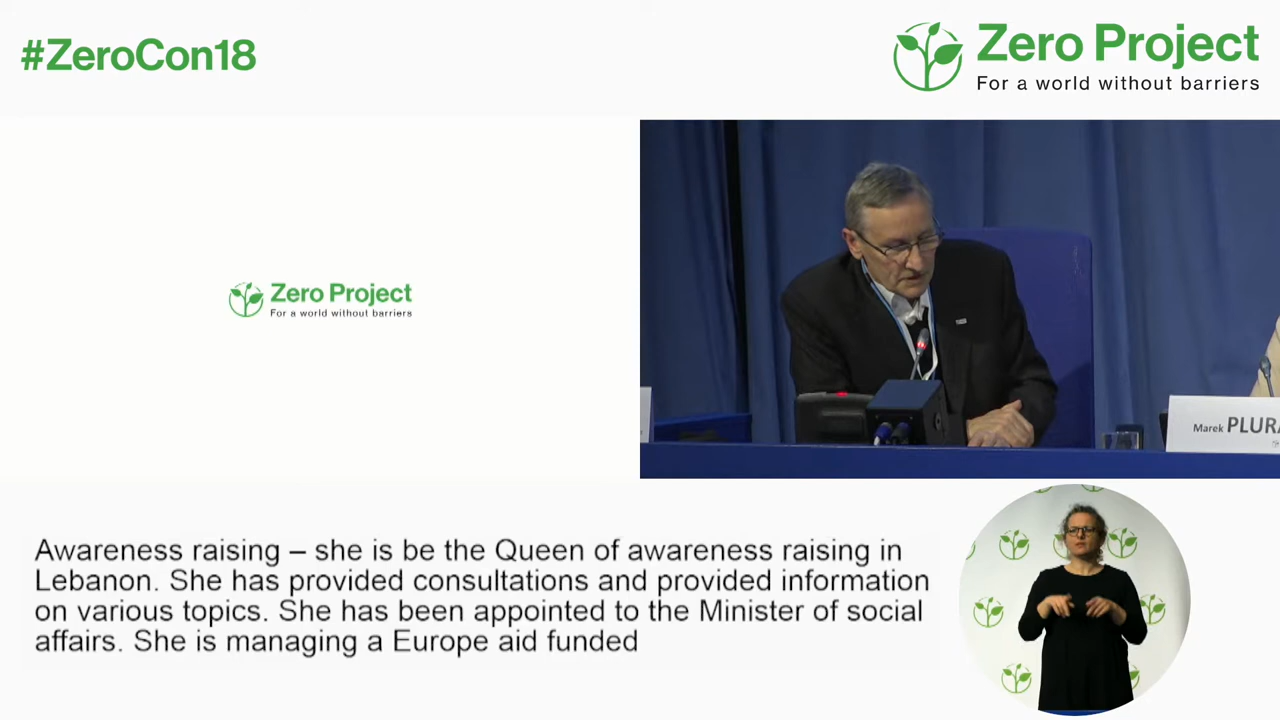 #ZeroCon18
Zero Project
For a world without barriers
Zero Project
For a world without barriers
Marek
Awareness raising – she is be the Queen of awareness raising in
Lebanon. She has provided consultations and provided information
on various topics. She has been appointed to the Minister of social
affairs. She is managing a Europe aid funded